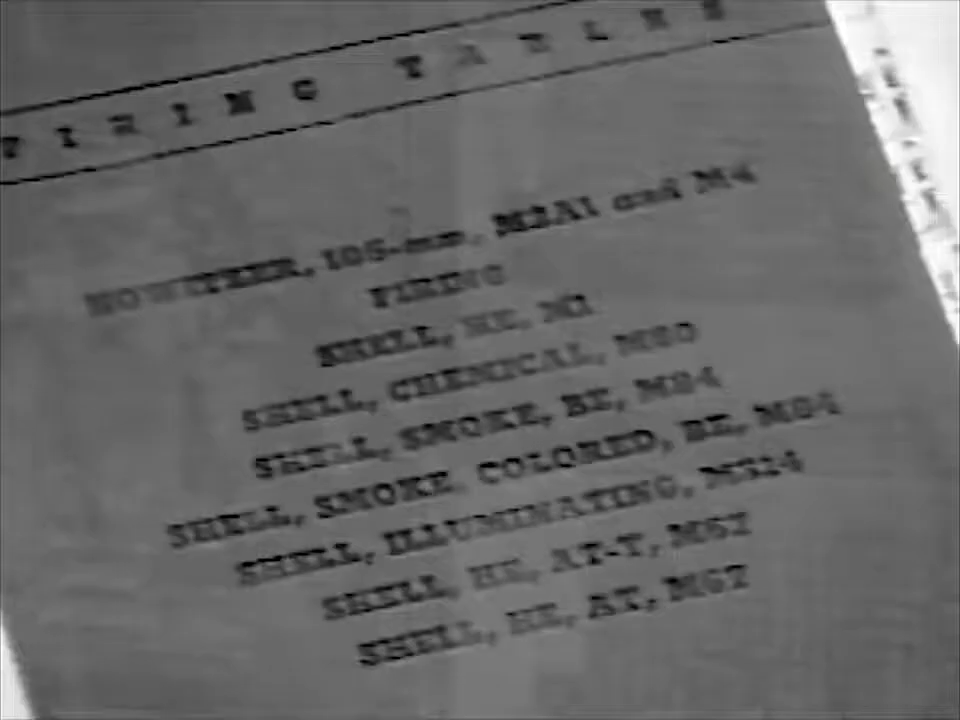 FIRING TABLES
HOWITZER, 105-mm, M2A1 and M4
FIRING
SHELL, HE, M1
SHELL, CHEMICAL, M60
SHELL, SMOKE, BE, M84
SHELL, SMOKE COLORED, BE, M84
SHELL, ILLUMINATING, M314
SHELL, HE, AT-T, M67
SHELL, HE, AT, M67